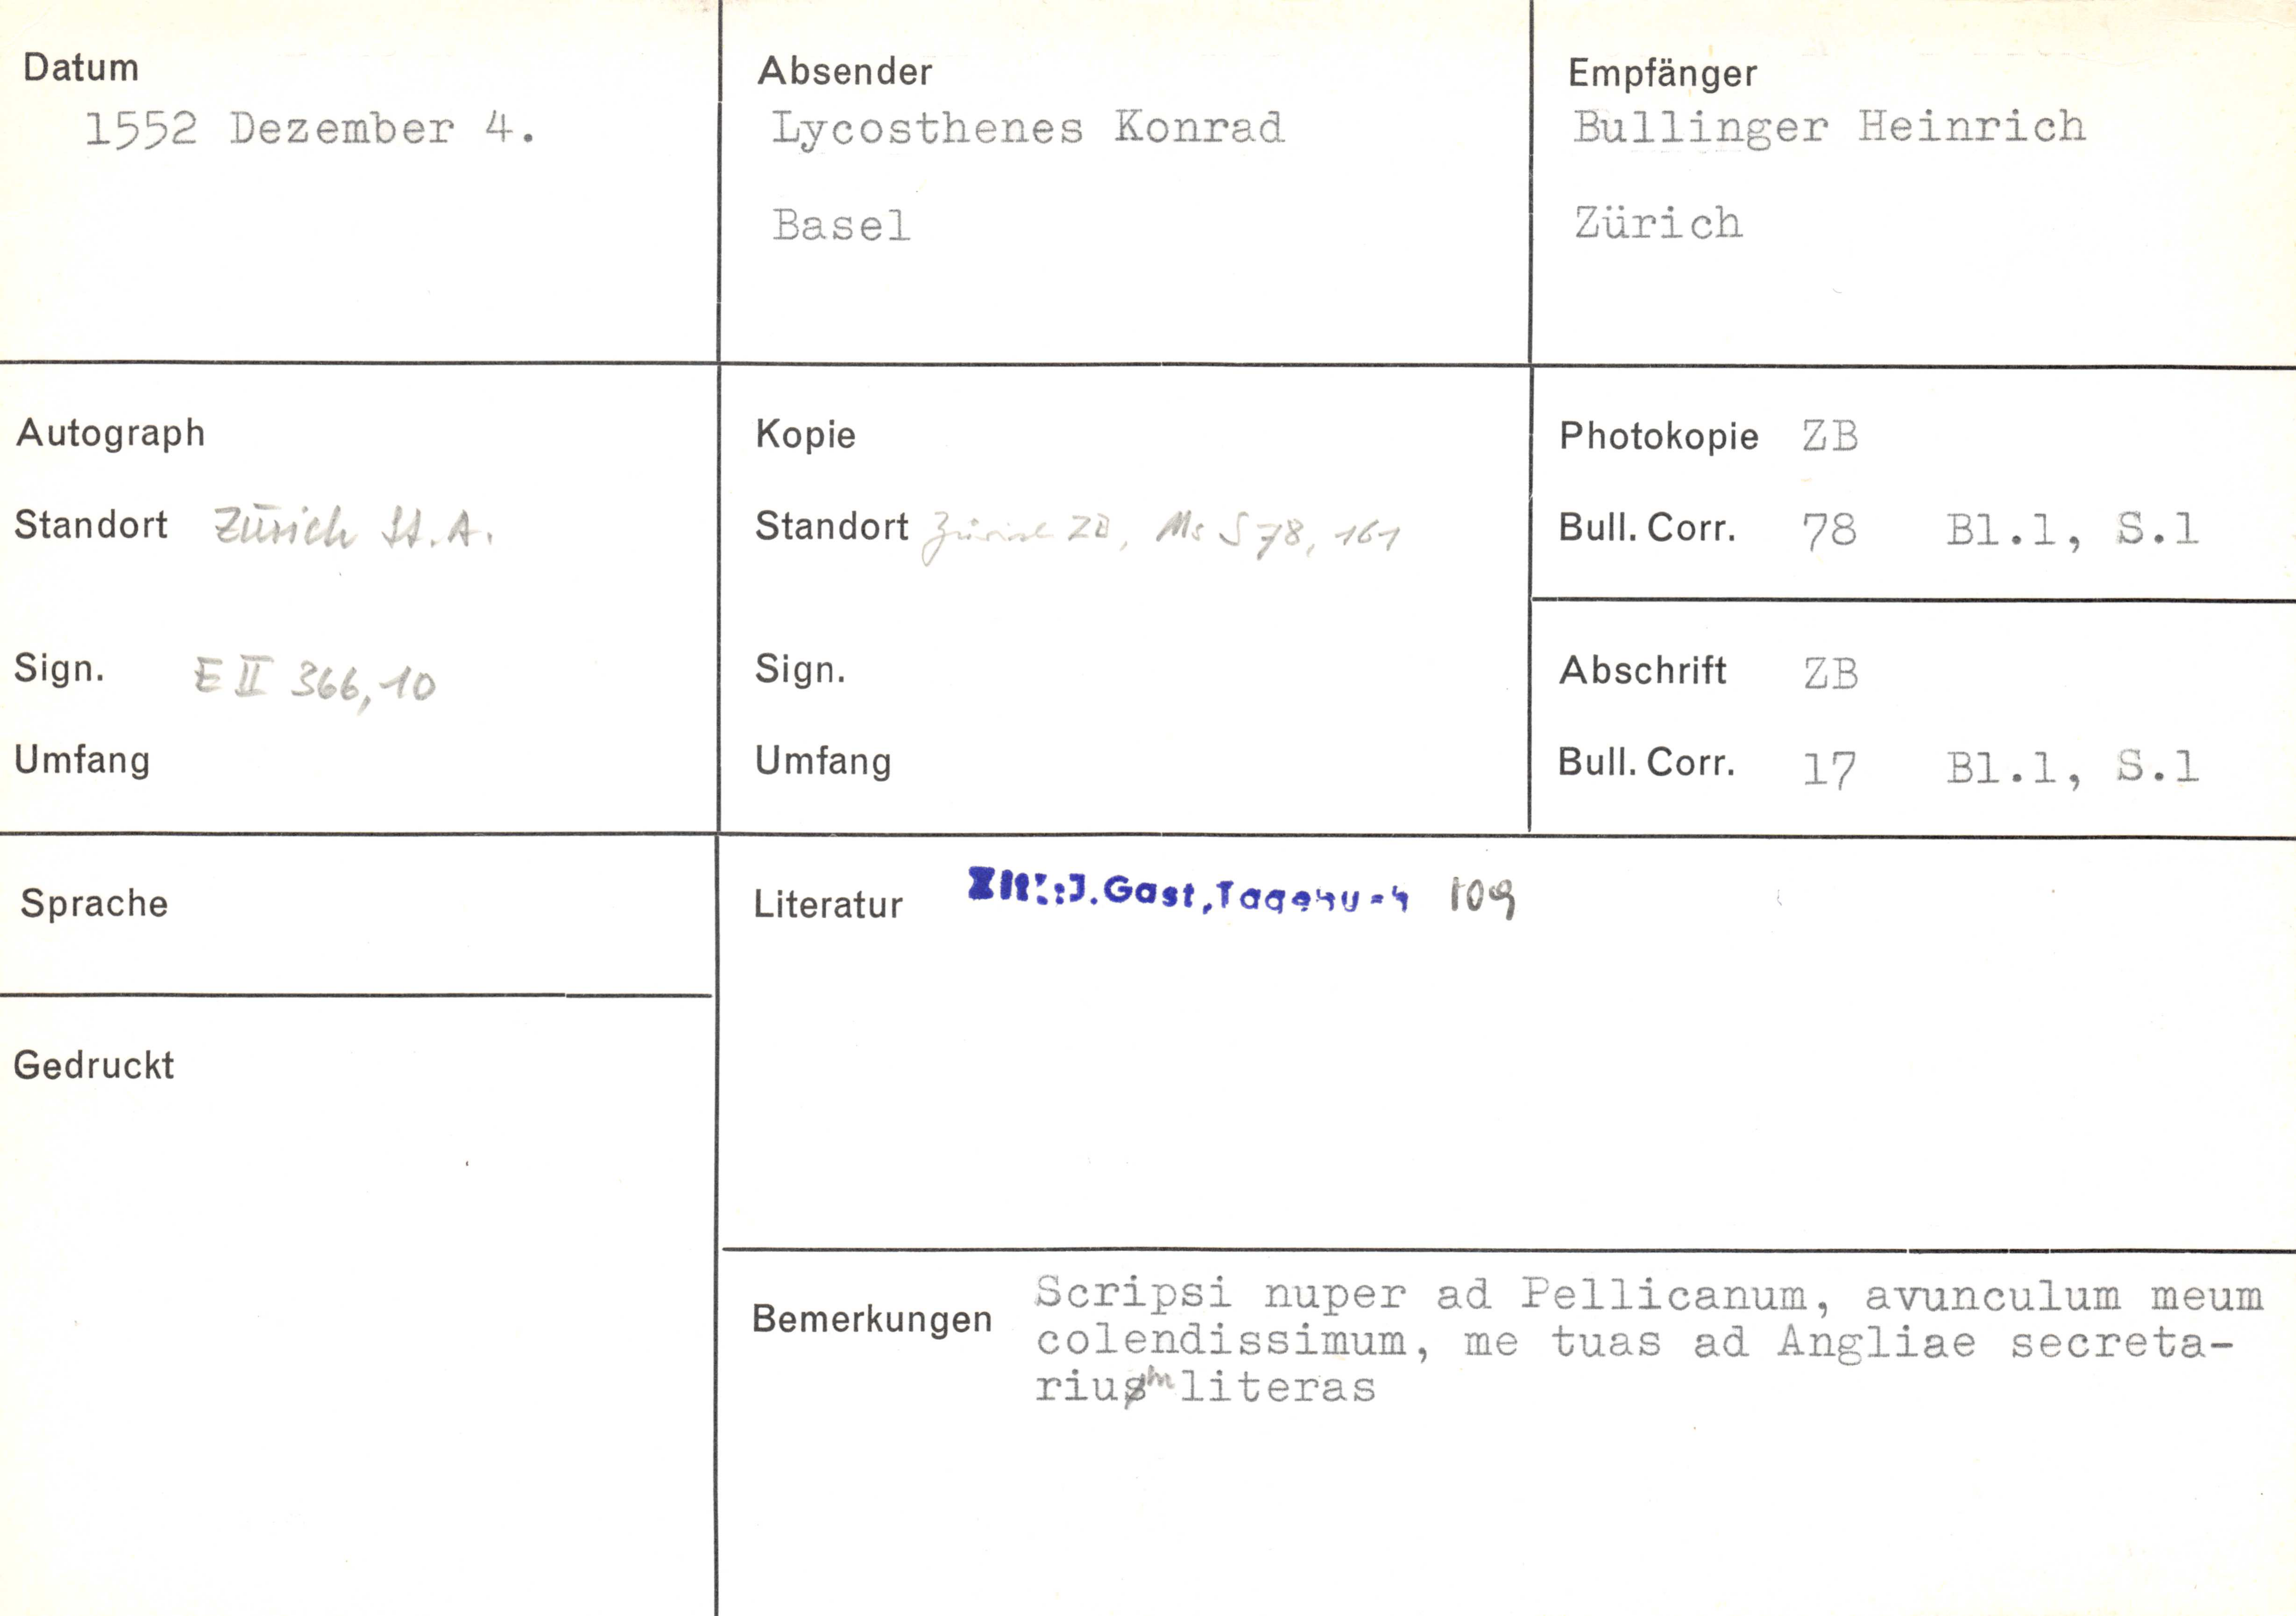 Datum
1552 Dezember 4.
Absender
Lycosthenes Konrad
Basel
Empfänger
Bullinger Heinrich
Zürich
Autograph
Standort Zürich St.A.
Sign. E II 366,10
Umfang
Kopie
Standort Zürich ZB, Ms S 78, 161
Sign.
Umfang
Photokopie ZB
Bull. Corr. 78 Bl.1, S.1
Abschrift ZB
Bull. Corr. 17 Bl.1, S.1
Sprache
Gedruckt
Literatur J. Gast, Tagebuch 109
Bemerkungen Scripsi nuper ad Pellicanum, avunculum meum
colendissimum, me tuas ad Angliae secreta-
rium literas